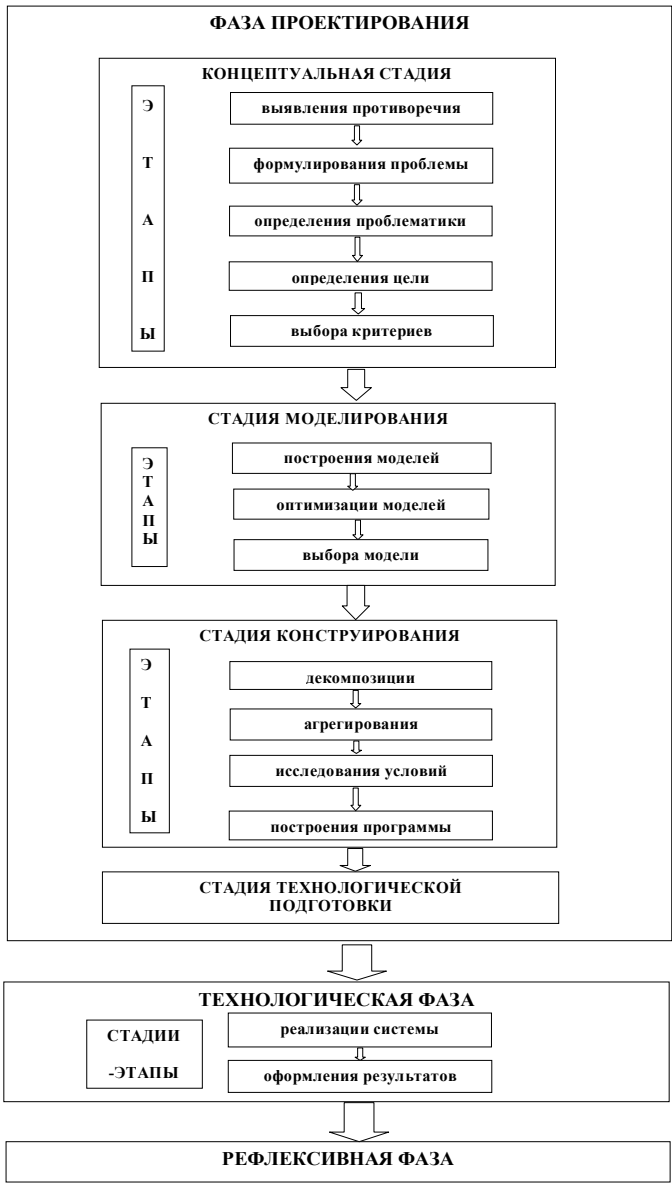 ФАЗА ПРОЕКТИРОВАНИЯ
КОНЦЕПТУАЛЬНАЯ СТАДИЯ
Э
Т
А
П
Ы
выявления противоречия
формулирования проблемы
определения проблематики
определения цели
выбора критериев
СТАДИЯ МОДЕЛИРОВАНИЯ
Э
Т
А
П
Ы
построения моделей
оптимизации моделей
выбора модели
СТАДИЯ КОНСТРУИРОВАНИЯ
Э
Т
А
П
Ы
декомпозиции
агрегирования
исследования условий
построения программы
СТАДИЯ ТЕХНОЛОГИЧЕСКОЙ
ПОДГОТОВКИ
ТЕХНОЛОГИЧЕСКАЯ ФАЗА
СТАДИИ
-ЭТАПЫ
реализации системы
оформления результатов
РЕФЛЕКСИВНАЯ ФАЗА